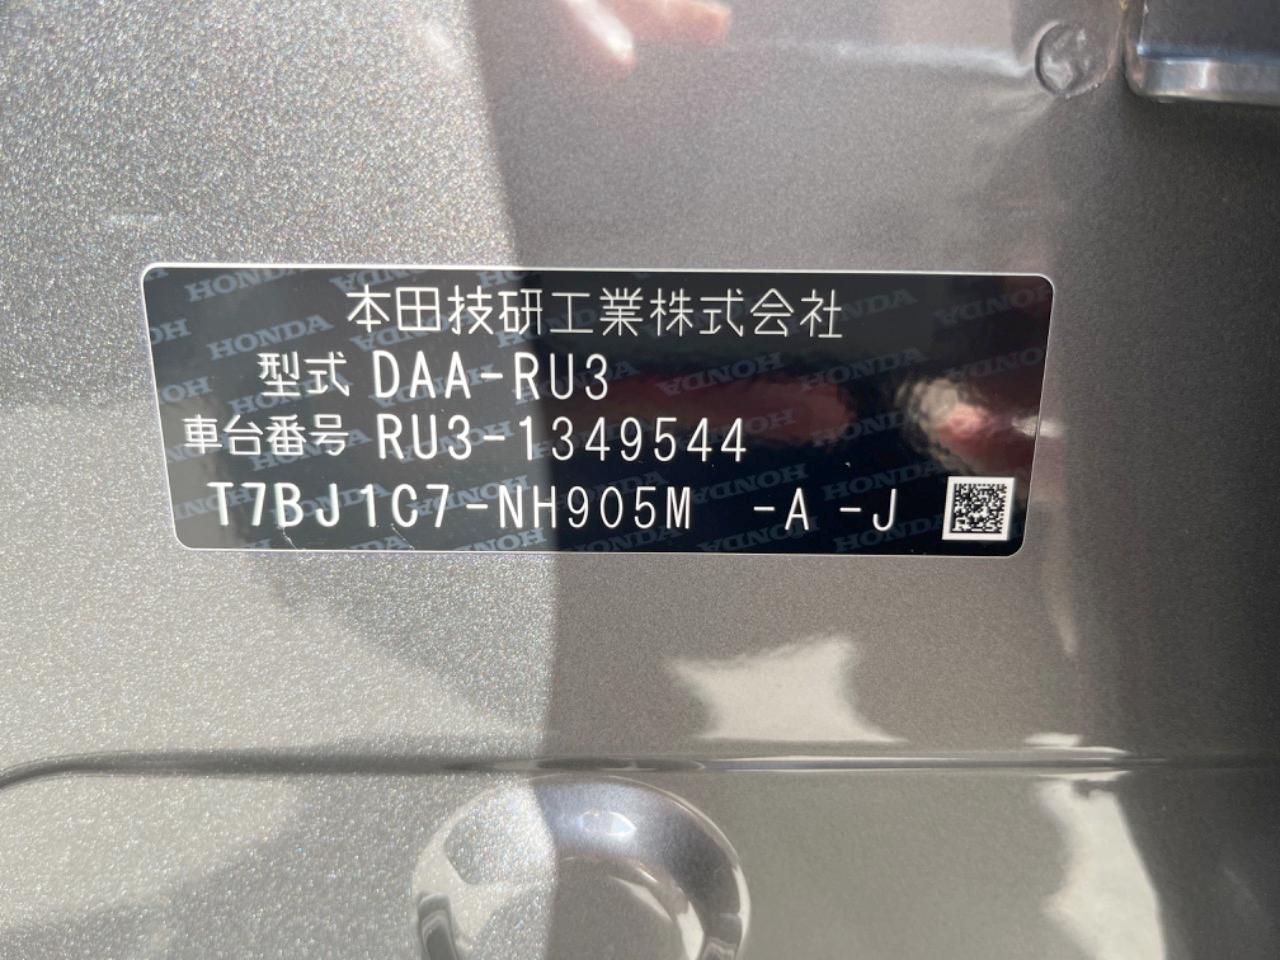 本田技研工業株式会社
型式 DAA-RU3
車台番号 RU3-1349544
T7BJ1C7-NH905M -A -J